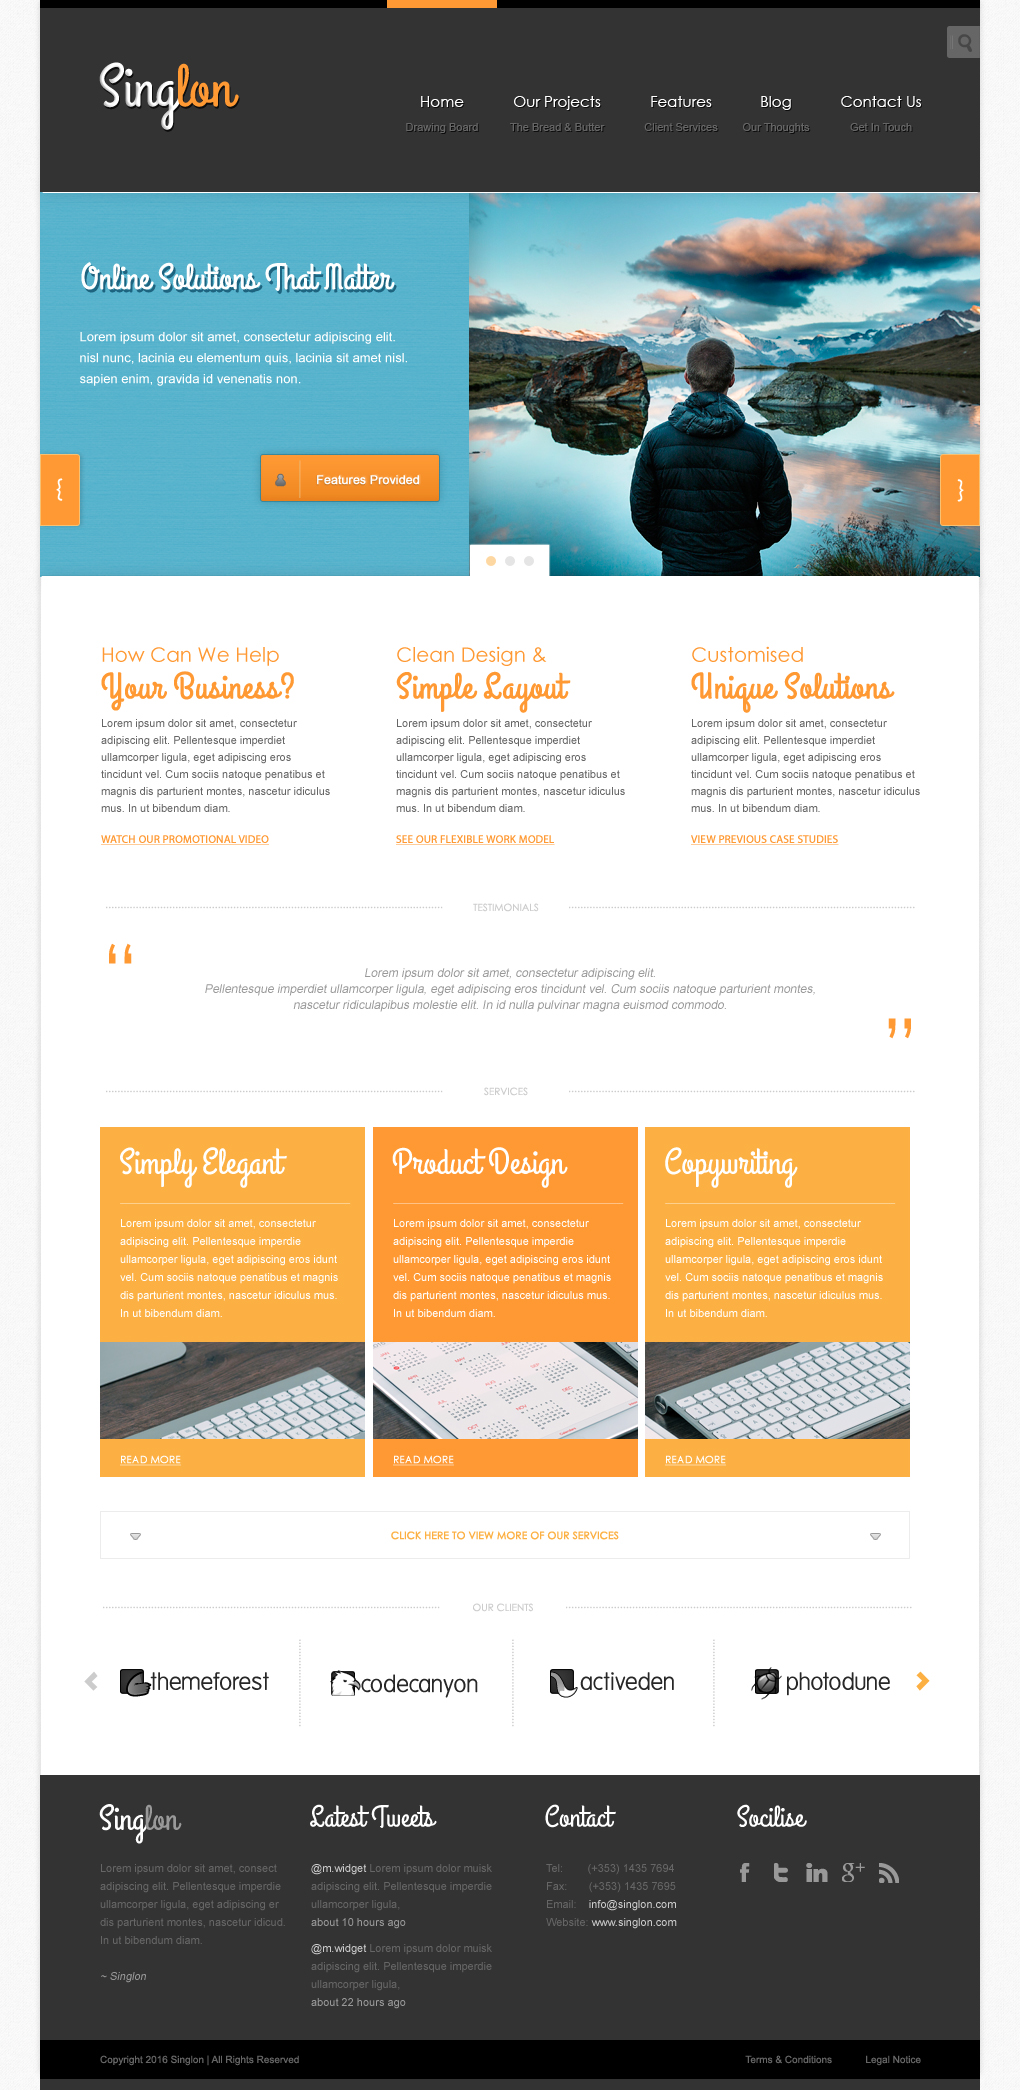 Singlon
Home
Our Projects
Features
Blog
Contact Us
Drawing Board
The Bread & Butter
Client Services
Our Thoughts
Get In Touch
Online Solutions That Matter
Lorem ipsum dolor sit amet, consectetur adipiscing elit.
nisl nunc, lacinia eu elementum quis, lacinia sit amet nisl.
sapien enim, gravida id venenatis non.
{
Features Provided
}
How Can We Help
Your Business?
Lorem ipsum dolor sit amet, consectetur
adipiscing elit. Pellentesque imperdiet
ullamcorper ligula, eget adipiscing eros
tincidunt vel. Cum sociis natoque penatibus et
magnis dis parturient montes, nascetur idiculus
mus. In ut bibendum diam.
WATCH OUR PROMOTIONAL VIDEO
Clean Design &
Simple Layout
Lorem ipsum dolor sit amet, consectetur
adipiscing elit. Pellentesque imperdiet
ullamcorper ligula, eget adipiscing eros
tincidunt vel. Cum sociis natoque penatibus et
magnis dis parturient montes, nascetur idiculus
mus. In ut bibendum diam.
SEE OUR FLEXIBLE WORK MODEL
Customised
Unique Solutions
Lorem ipsum dolor sit amet, consectetur
adipiscing elit. Pellentesque imperdiet
ullamcorper ligula, eget adipiscing eros
tincidunt vel. Cum sociis natoque penatibus et
magnis dis parturient montes, nascetur idiculus
mus. In ut bibendum diam.
VIEW PREVIOUS CASE STUDIES
TESTIMONIALS
“
Lorem ipsum dolor sit amet, consectetur adipiscing elit.
Pellentesque imperdiet ullamcorper ligula, eget adipiscing eros tincidunt vel. Cum sociis natoque parturient montes,
nascetur ridiculapibus molestie elit. In id nulla pulvinar magna euismod commodo.
”
SERVICES
Simply Elegant
Lorem ipsum dolor sit amet, consectetur
adipiscing elit. Pellentesque imperdie
ullamcorper ligula, eget adipiscing eros idunt
vel. Cum sociis natoque penatibus et magnis
dis parturient montes, nascetur idiculus mus.
In ut bibendum diam.
READ MORE
Product Design
Lorem ipsum dolor sit amet, consectetur
adipiscing elit. Pellentesque imperdie
ullamcorper ligula, eget adipiscing eros idunt
vel. Cum sociis natoque penatibus et magnis
dis parturient montes, nascetur idiculus mus.
In ut bibendum diam.
READ MORE
Copywriting
Lorem ipsum dolor sit amet, consectetur
adipiscing elit. Pellentesque imperdie
ullamcorper ligula, eget adipiscing eros idunt
vel. Cum sociis natoque penatibus et magnis
dis parturient montes, nascetur idiculus mus.
In ut bibendum diam.
READ MORE
CLICK HERE TO VIEW MORE OF OUR SERVICES
OUR CLIENTS
themeforest
codecanyon
activeden
photodune
Singlon
Lorem ipsum dolor sit amet, consect
adipiscing elit. Pellentesque imperdie
ullamcorper ligula, eget adipiscing er
dis parturient montes, nascetur idicud.
In ut bibendum diam.
~ Singlon
Latest Tweets
@m.widget Lorem ipsum dolor muisk
adipiscing elit. Pellentesque imperdie
ullamcorper ligula,
about 10 hours ago
@m.widget Lorem ipsum dolor muisk
adipiscing elit. Pellentesque imperdie
ullamcorper ligula,
about 22 hours ago
Contact
Tel: (+353) 1435 7694
Fax: (+353) 1435 7695
Email: info@singlon.com
Website: www.singlon.com
Socilise
f
t
in
g+
Copyright 2016 Singlon | All Rights Reserved
Terms & Conditions
Legal Notice